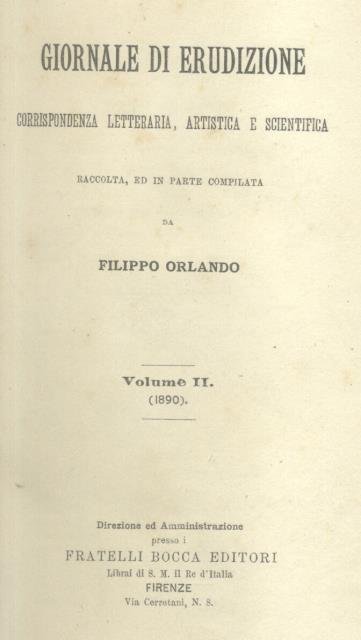 GIORNALE DI ERUDIZIONE
CORRISPONDENZA LETTERARIA, ARTISTICA E SCIENTIFICA
RACCOLTA, ED IN PARTE COMPILATA
DA
FILIPPO ORLANDO
Volume II.
(1890).
Direzione ed Amministrazione
presso i
FRATELLI BOCCA EDITORI
Librai di S. M. il Re d'Italia
FIRENZE
Via Cerretani, N. 8.